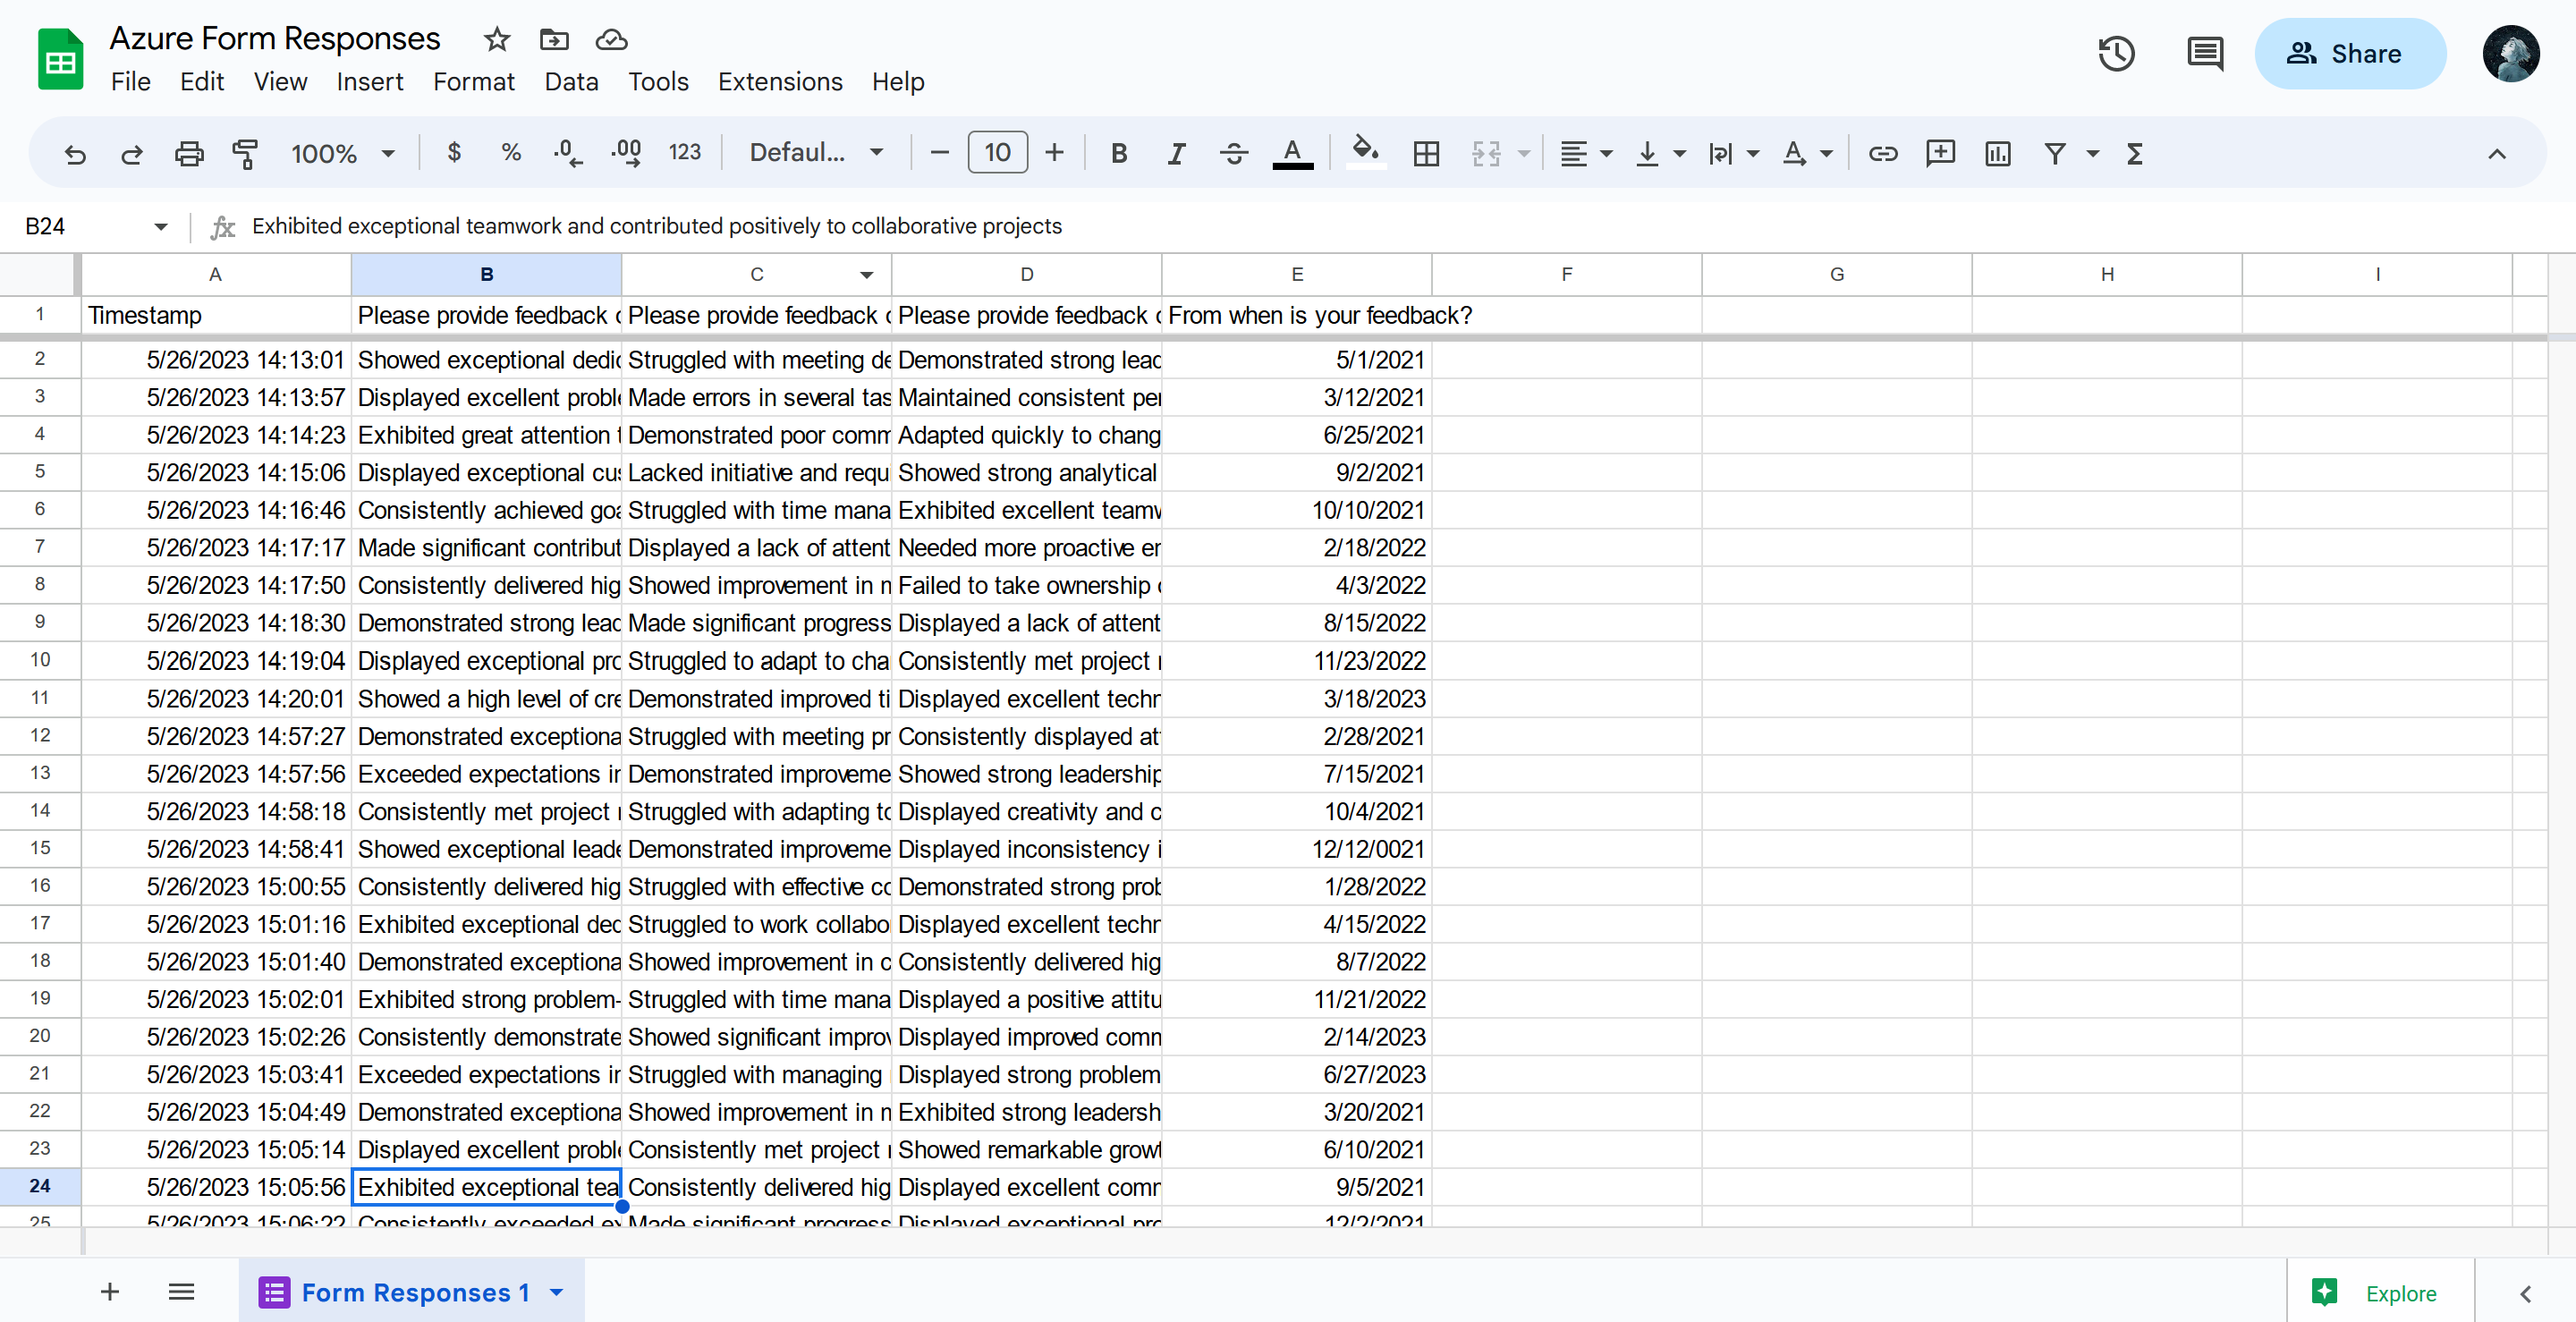 Azure Form Responses
File Edit View Insert Format Data Tools Extensions Help
Share
100% $ % .0 .00 123 Defaul... 10 B I A
B24 fx Exhibited exceptional teamwork and contributed positively to collaborative projects
A B C D E F G H I
1 Timestamp Please provide feedback Please provide feedback Please provide feedback From when is your feedback?
2 5/26/2023 14:13:01 Showed exceptional dedic Struggled with meeting de Demonstrated strong lead 5/1/2021
3 5/26/2023 14:13:57 Displayed excellent proble Made errors in several tas Maintained consistent per 3/12/2021
4 5/26/2023 14:14:23 Exhibited great attention t Demonstrated poor comm Adapted quickly to chang 6/25/2021
5 5/26/2023 14:15:06 Displayed exceptional cus Lacked initiative and requi Showed strong analytical 9/2/2021
6 5/26/2023 14:16:46 Consistently achieved goa Struggled with time mana Exhibited excellent teamw 10/10/2021
7 5/26/2023 14:17:17 Made significant contribut Displayed a lack of attent Needed more proactive en 2/18/2022
8 5/26/2023 14:17:50 Consistently delivered hig Showed improvement in m Failed to take ownership 4/3/2022
9 5/26/2023 14:18:30 Demonstrated strong lead Made significant progress Displayed a lack of attent 8/15/2022
10 5/26/2023 14:19:04 Displayed exceptional pro Struggled to adapt to cha Consistently met project 11/23/2022
11 5/26/2023 14:20:01 Showed a high level of cre Demonstrated improved ti Displayed excellent techn 3/18/2023
12 5/26/2023 14:57:27 Demonstrated exceptiona Struggled with meeting pr Consistently displayed at 2/28/2021
13 5/26/2023 14:57:56 Exceeded expectations in Demonstrated improveme Showed strong leadership 7/15/2021
14 5/26/2023 14:58:18 Consistently met project Struggled with adapting to Displayed creativity and c 10/4/2021
15 5/26/2023 14:58:41 Showed exceptional leade Demonstrated improveme Displayed inconsistency i 12/12/0021
16 5/26/2023 15:00:55 Consistently delivered hig Struggled with effective co Demonstrated strong prob 1/28/2022
17 5/26/2023 15:01:16 Exhibited exceptional ded Struggled to work collabo Displayed excellent techn 4/15/2022
18 5/26/2023 15:01:40 Demonstrated exceptiona Showed improvement in c Consistently delivered hig 8/7/2022
19 5/26/2023 15:02:01 Exhibited strong problem- Struggled with time mana Displayed a positive attitu 11/21/2022
20 5/26/2023 15:02:26 Consistently demonstrate Showed significant improv Displayed improved comm 2/14/2023
21 5/26/2023 15:03:41 Exceeded expectations in Struggled with managing Displayed strong problem 6/27/2023
22 5/26/2023 15:04:49 Demonstrated exceptiona Showed improvement in m Exhibited strong leadersh 3/20/2021
23 5/26/2023 15:05:14 Displayed excellent proble Consistently met project Showed remarkable growt 6/10/2021
24 5/26/2023 15:05:56 Exhibited exceptional tea Consistently delivered hig Displayed excellent comm 9/5/2021
25 5/26/2023 15:06:22 Consistently exceeded ex Made significant progress Displayed exceptional pro 12/2/2021
Form Responses 1
Explore